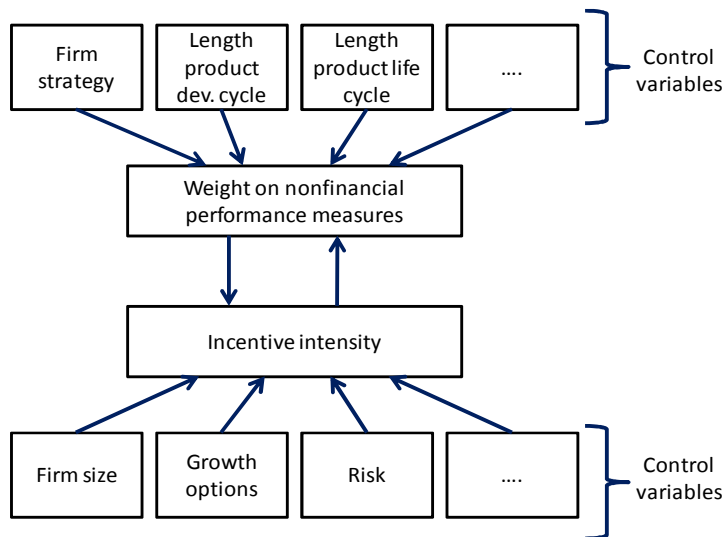 Firm
strategy
Length
product
dev. cycle
Length
product life
cycle
....
Control
variables
Weight on nonfinancial
performance measures
Incentive intensity
Firm size
Growth
options
Risk
....
Control
variables